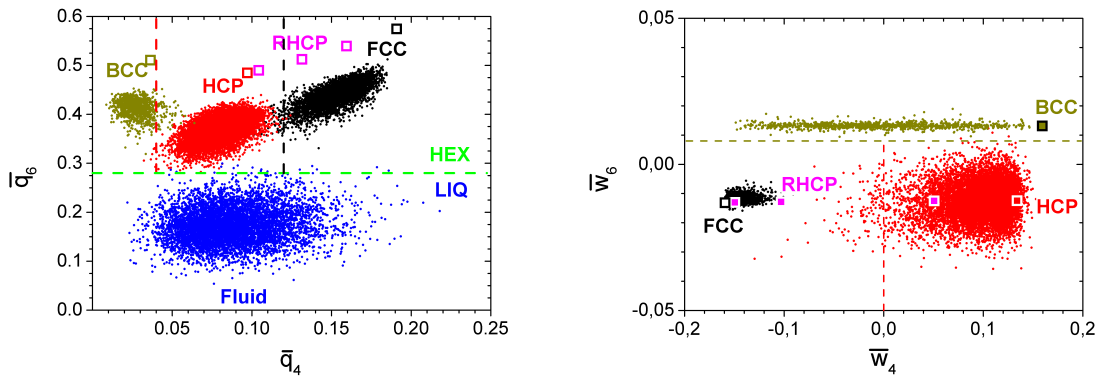 0.6
0.5
0.4
0.3
0.2
0.1
0.0
q̄₆
BCC
HCP
RHCP
FCC
HEX
LIQ
Fluid
0.05
0.10
0.15
0.20
0.25
q̄₄
0,05
0,00
-0,05
w̄₆
BCC
RHCP
FCC
HCP
-0,2
-0,1
0,0
0,1
0,2
w̄₄